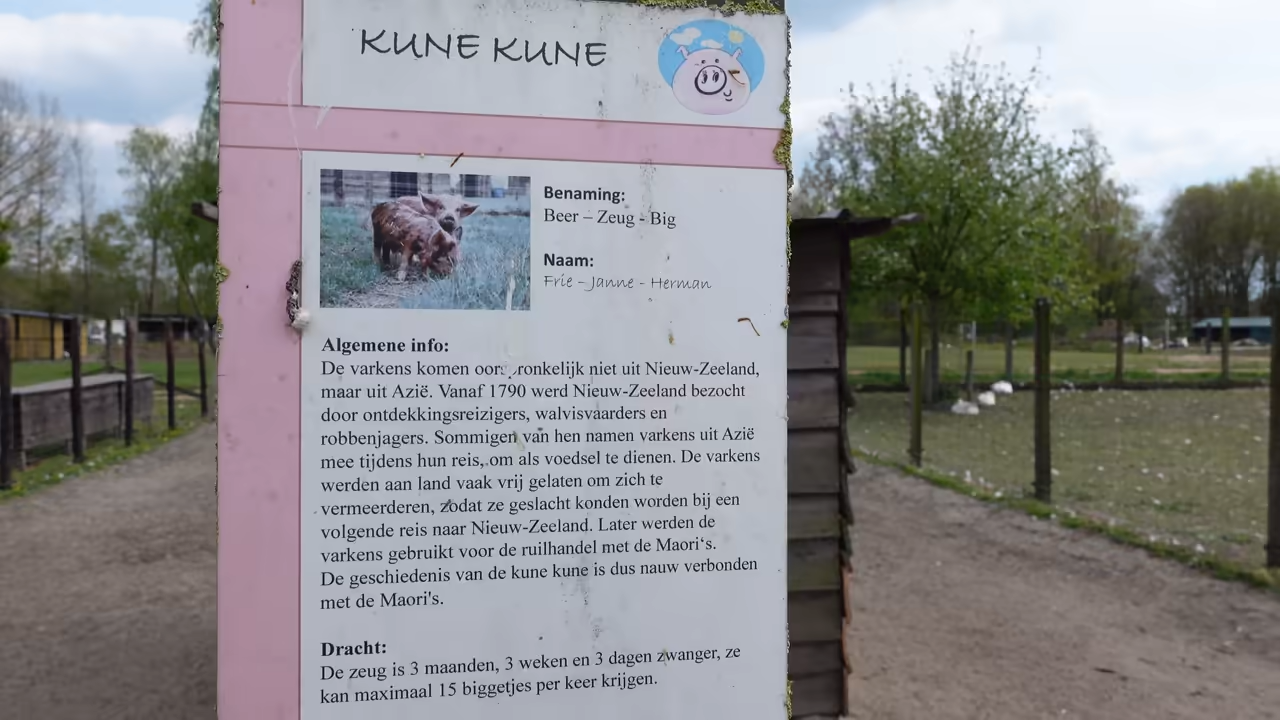 KUNE KUNE
Benaming:
Beer – Zeug - Big
Naam:
Frie – Janne - Herman
Algemene info:
De varkens komen oorspronkelijk niet uit Nieuw-Zeeland,
maar uit Azië. Vanaf 1790 werd Nieuw-Zeeland bezocht
door ontdekkingsreizigers, walvisvaarders en
robbenjagers. Sommigen van hen namen varkens uit Azië
mee tijdens hun reis, om als voedsel te dienen. De varkens
werden aan land vaak vrij gelaten om zich te
vermeerderen, zodat ze geslacht konden worden bij een
volgende reis naar Nieuw-Zeeland. Later werden de
varkens gebruikt voor de ruilhandel met de Maori‘s.
De geschiedenis van de kune kune is dus nauw verbonden
met de Maori's.
Dracht:
De zeug is 3 maanden, 3 weken en 3 dagen zwanger, ze
kan maximaal 15 biggetjes per keer krijgen.